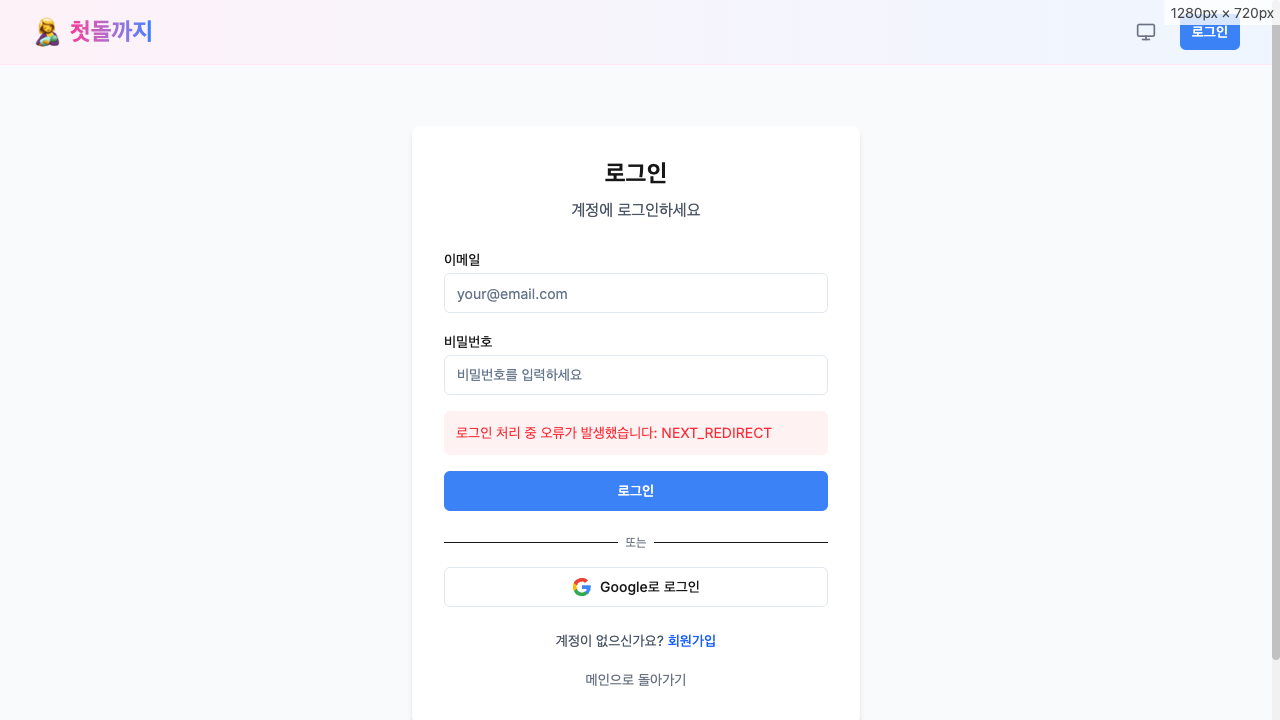 첫돌까지
1280px × 720px
로그인
로그인
계정에 로그인하세요
이메일
your@email.com
비밀번호
비밀번호를 입력하세요
로그인 처리 중 오류가 발생했습니다: NEXT_REDIRECT
로그인
또는
Google로 로그인
계정이 없으신가요? 회원가입
메인으로 돌아가기